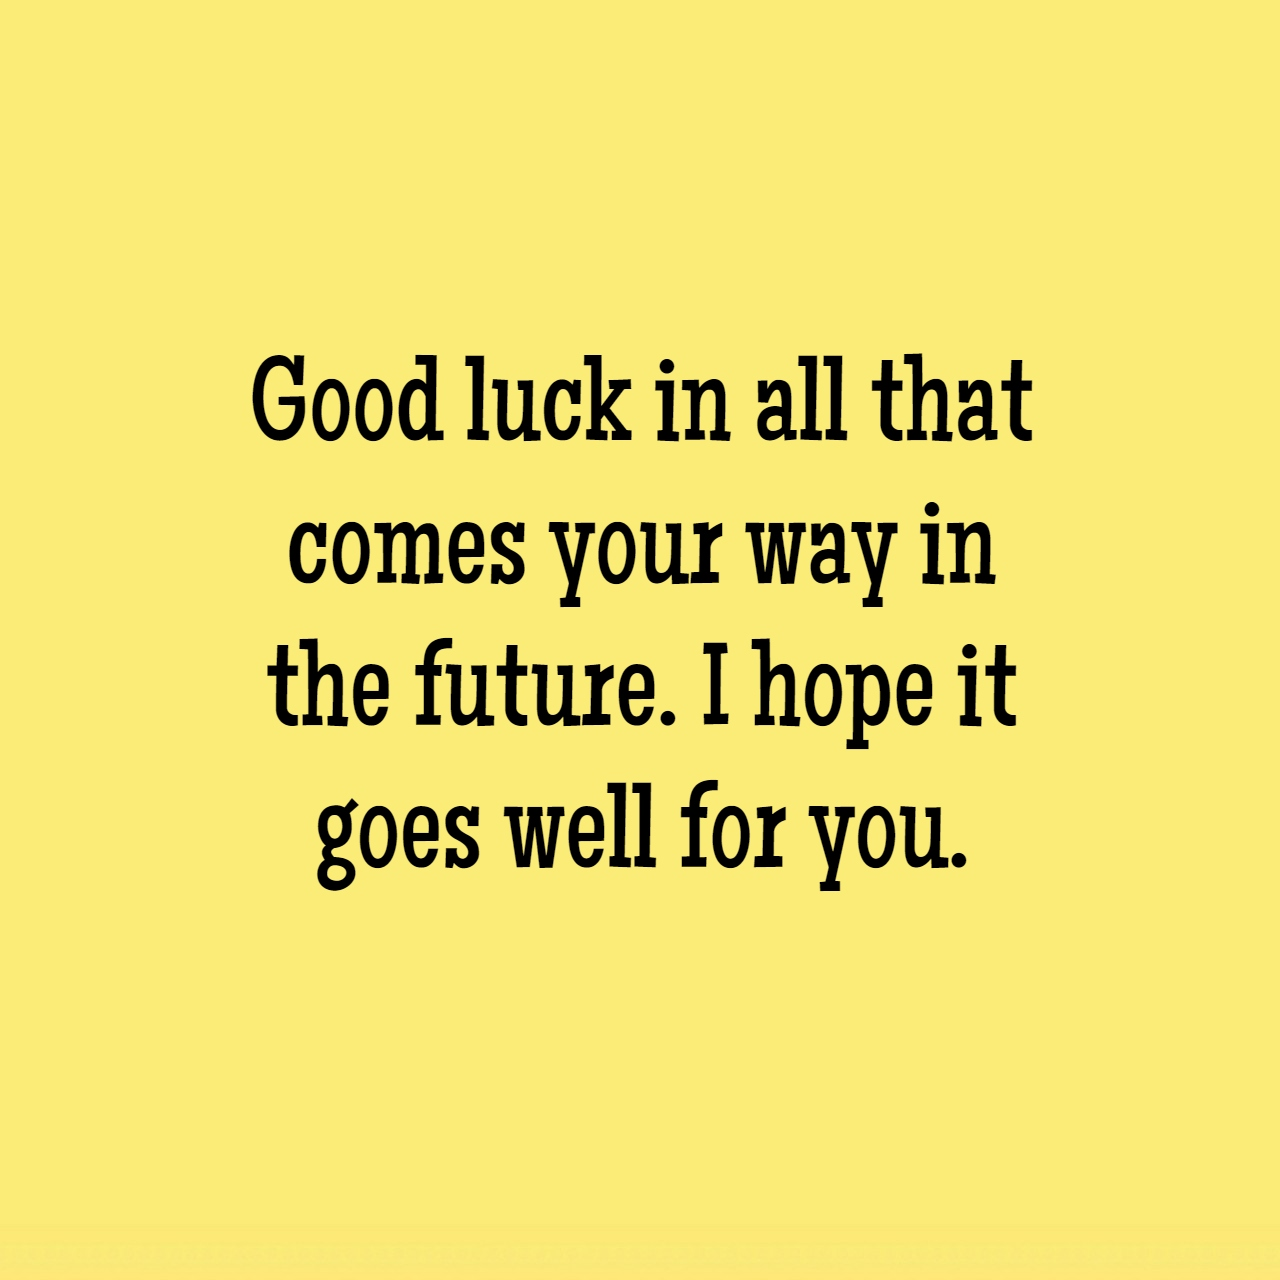 Good luck in all that
comes your way in
the future. I hope it
goes well for you.